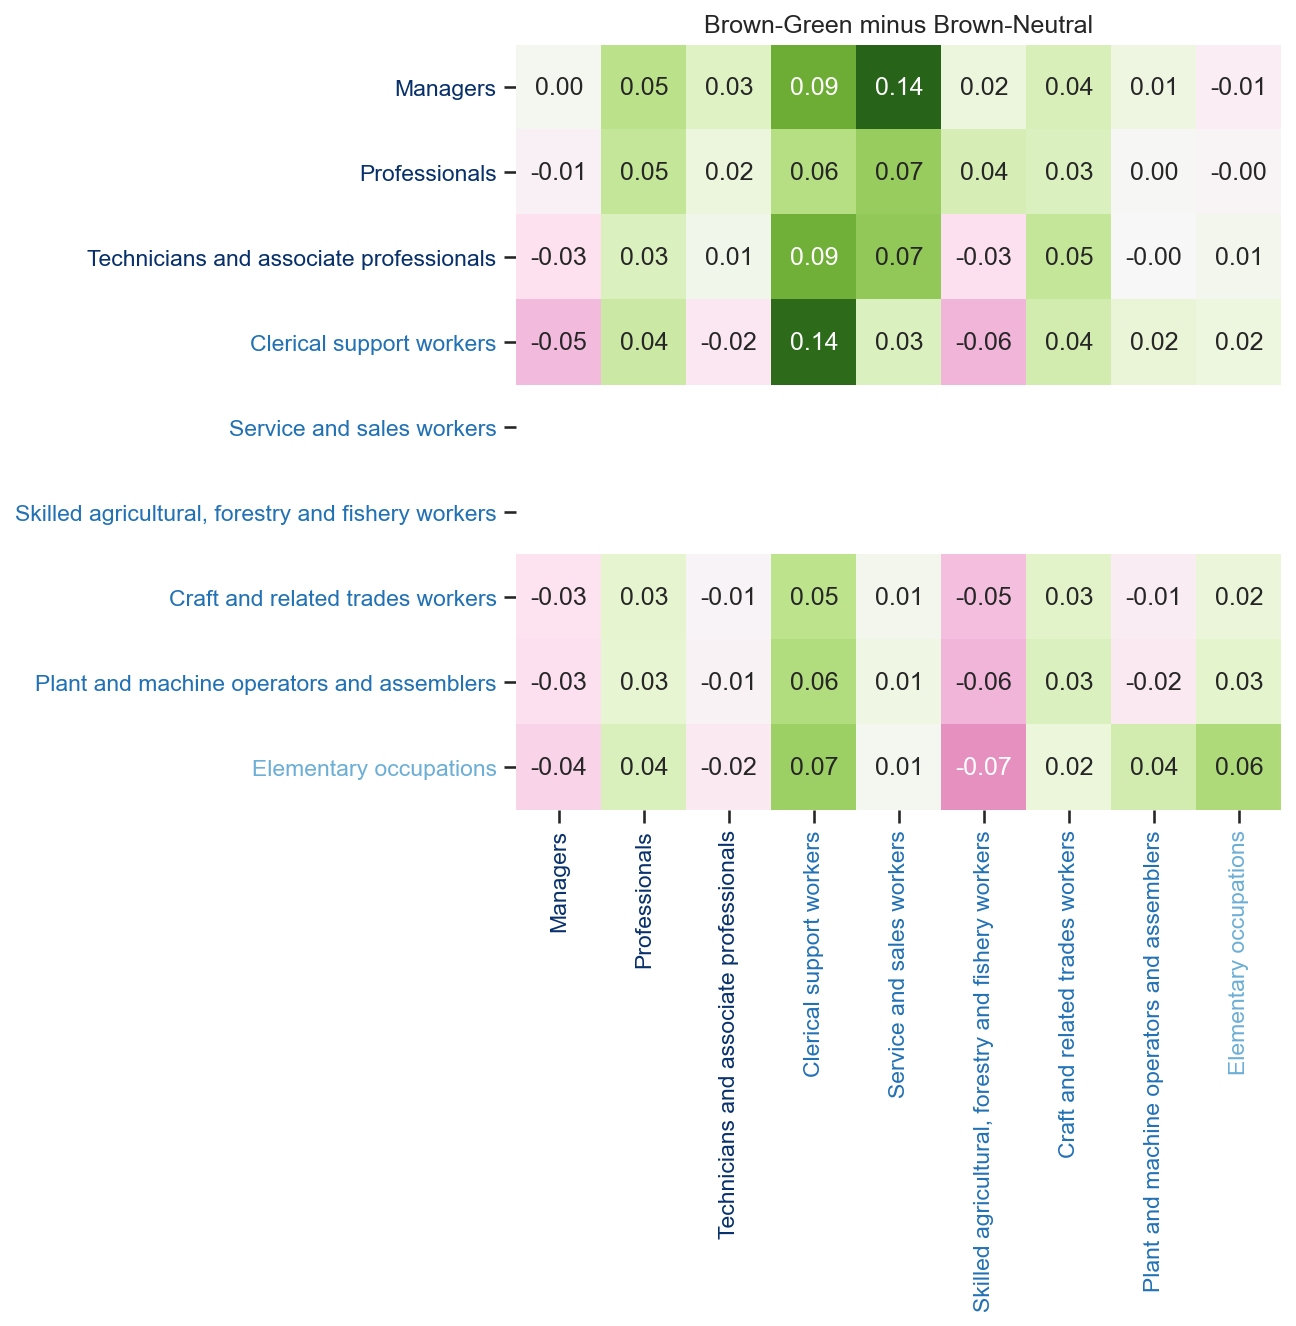 Brown-Green minus Brown-Neutral
Managers 0.00 0.05 0.03 0.09 0.14 0.02 0.04 0.01 -0.01
Professionals -0.01 0.05 0.02 0.06 0.07 0.04 0.03 0.00 -0.00
Technicians and associate professionals -0.03 0.03 0.01 0.09 0.07 -0.03 0.05 -0.00 0.01
Clerical support workers -0.05 0.04 -0.02 0.14 0.03 -0.06 0.04 0.02 0.02
Service and sales workers
Skilled agricultural, forestry and fishery workers
Craft and related trades workers -0.03 0.03 -0.01 0.05 0.01 -0.05 0.03 -0.01 0.02
Plant and machine operators and assemblers -0.03 0.03 -0.01 0.06 0.01 -0.06 0.03 -0.02 0.03
Elementary occupations -0.04 0.04 -0.02 0.07 0.01 -0.07 0.02 0.04 0.06
Managers
Professionals
Technicians and associate professionals
Clerical support workers
Service and sales workers
Skilled agricultural, forestry and fishery workers
Craft and related trades workers
Plant and machine operators and assemblers
Elementary occupations